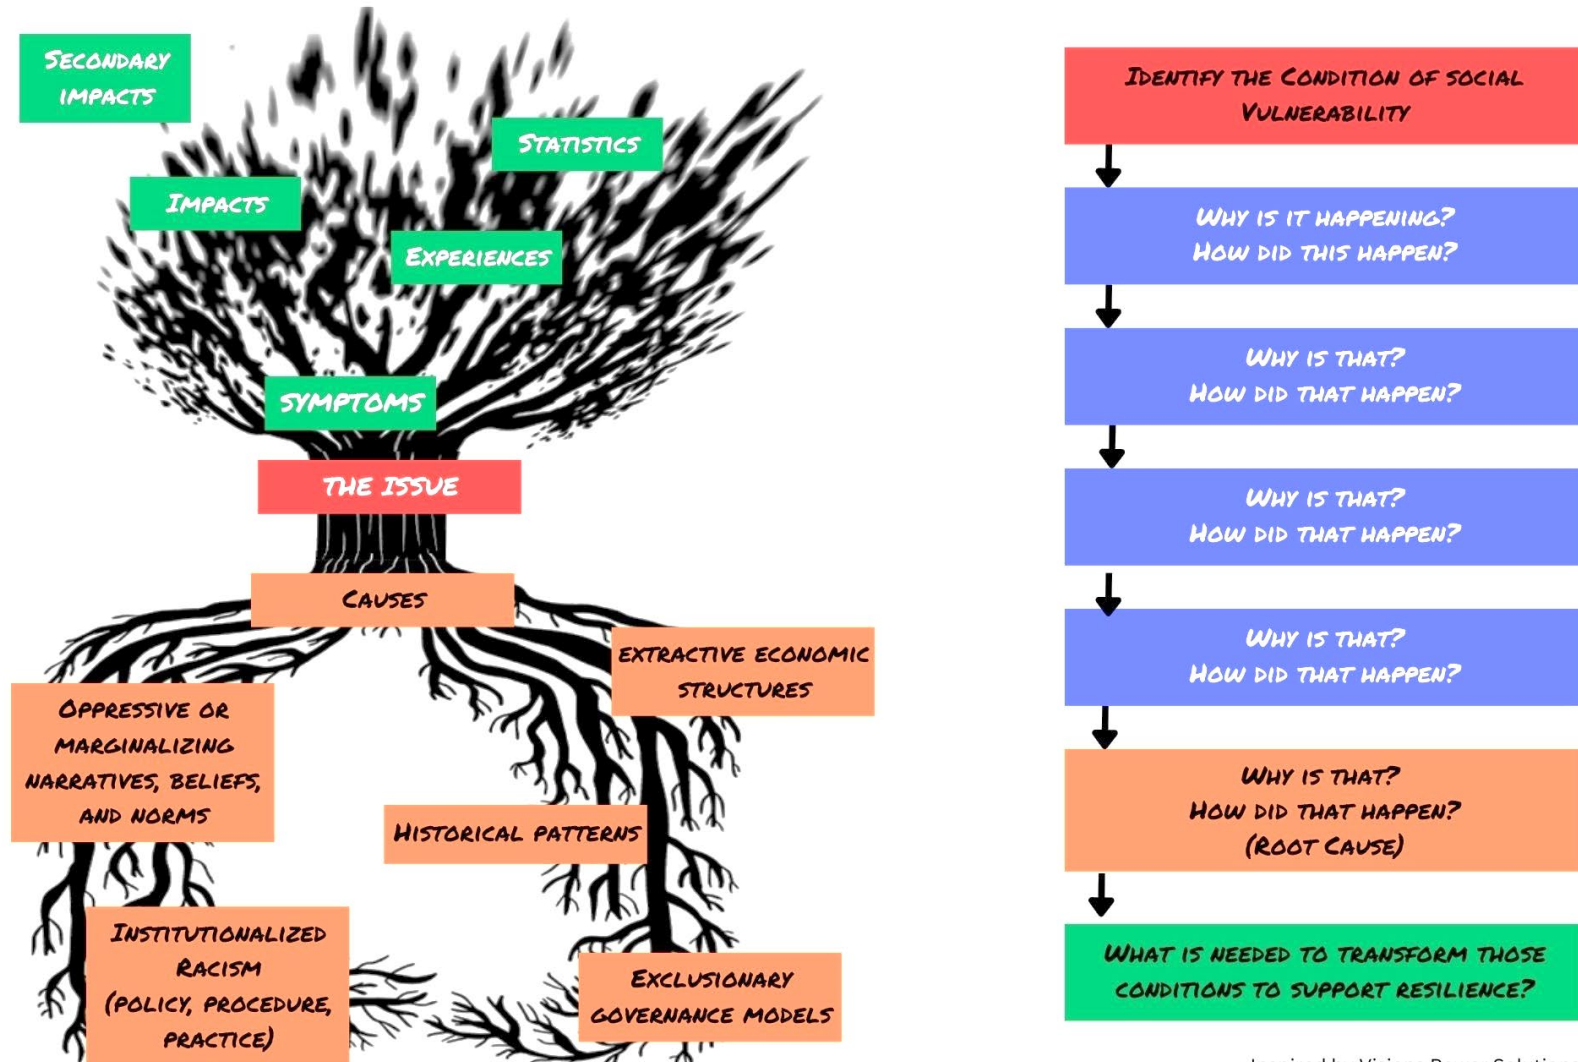 SECONDARY
IMPACTS
STATISTICS
IMPACTS
EXPERIENCES
SYMPTOMS
THE ISSUE
CAUSES
EXTRACTIVE ECONOMIC
STRUCTURES
OPPRESSIVE OR
MARGINALIZING
NARRATIVES, BELIEFS,
AND NORMS
HISTORICAL PATTERNS
INSTITUTIONALIZED
RACISM
(POLICY, PROCEDURE,
PRACTICE)
EXCLUSIONARY
GOVERNANCE MODELS
IDENTIFY THE CONDITION OF SOCIAL
VULNERABILITY
WHY IS IT HAPPENING?
HOW DID THIS HAPPEN?
WHY IS THAT?
HOW DID THAT HAPPEN?
WHY IS THAT?
HOW DID THAT HAPPEN?
WHY IS THAT?
HOW DID THAT HAPPEN?
WHY IS THAT?
HOW DID THAT HAPPEN?
(ROOT CAUSE)
WHAT IS NEEDED TO TRANSFORM THOSE
CONDITIONS TO SUPPORT RESILIENCE?